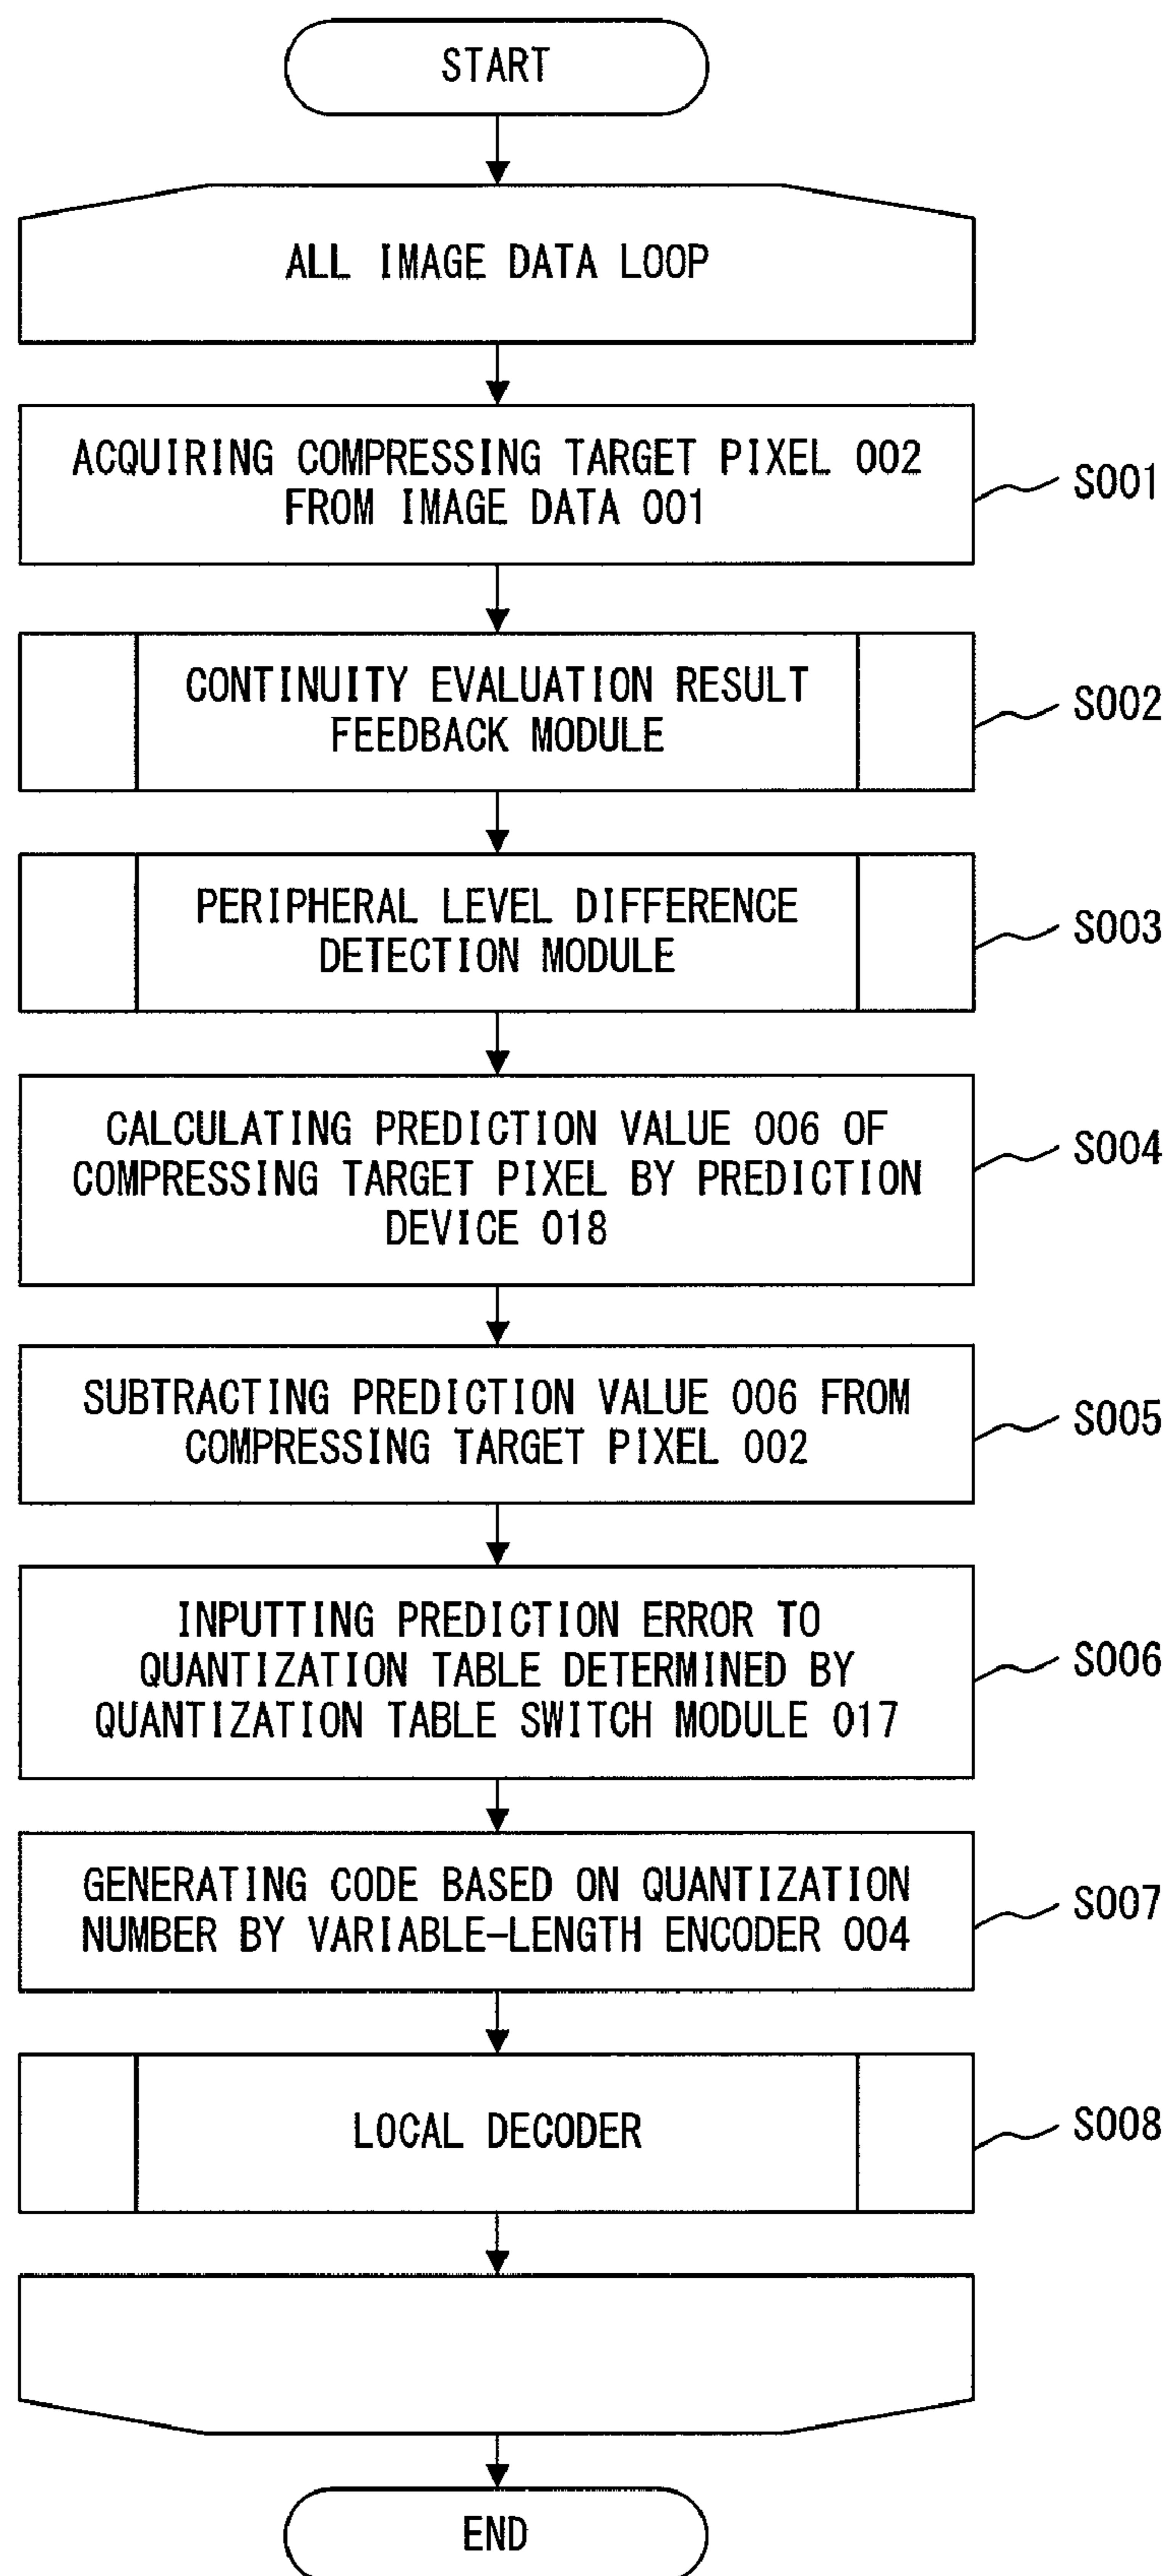 START
ALL IMAGE DATA LOOP
ACQUIRING COMPRESSING TARGET PIXEL 002
FROM IMAGE DATA 001
S001
CONTINUITY EVALUATION RESULT
FEEDBACK MODULE
S002
PERIPHERAL LEVEL DIFFERENCE
DETECTION MODULE
S003
CALCULATING PREDICTION VALUE 006 OF
COMPRESSING TARGET PIXEL BY PREDICTION
DEVICE 018
S004
SUBTRACTING PREDICTION VALUE 006 FROM
COMPRESSING TARGET PIXEL 002
S005
INPUTTING PREDICTION ERROR TO
QUANTIZATION TABLE DETERMINED BY
QUANTIZATION TABLE SWITCH MODULE 017
S006
GENERATING CODE BASED ON QUANTIZATION
NUMBER BY VARIABLE-LENGTH ENCODER 004
S007
LOCAL DECODER
S008
END